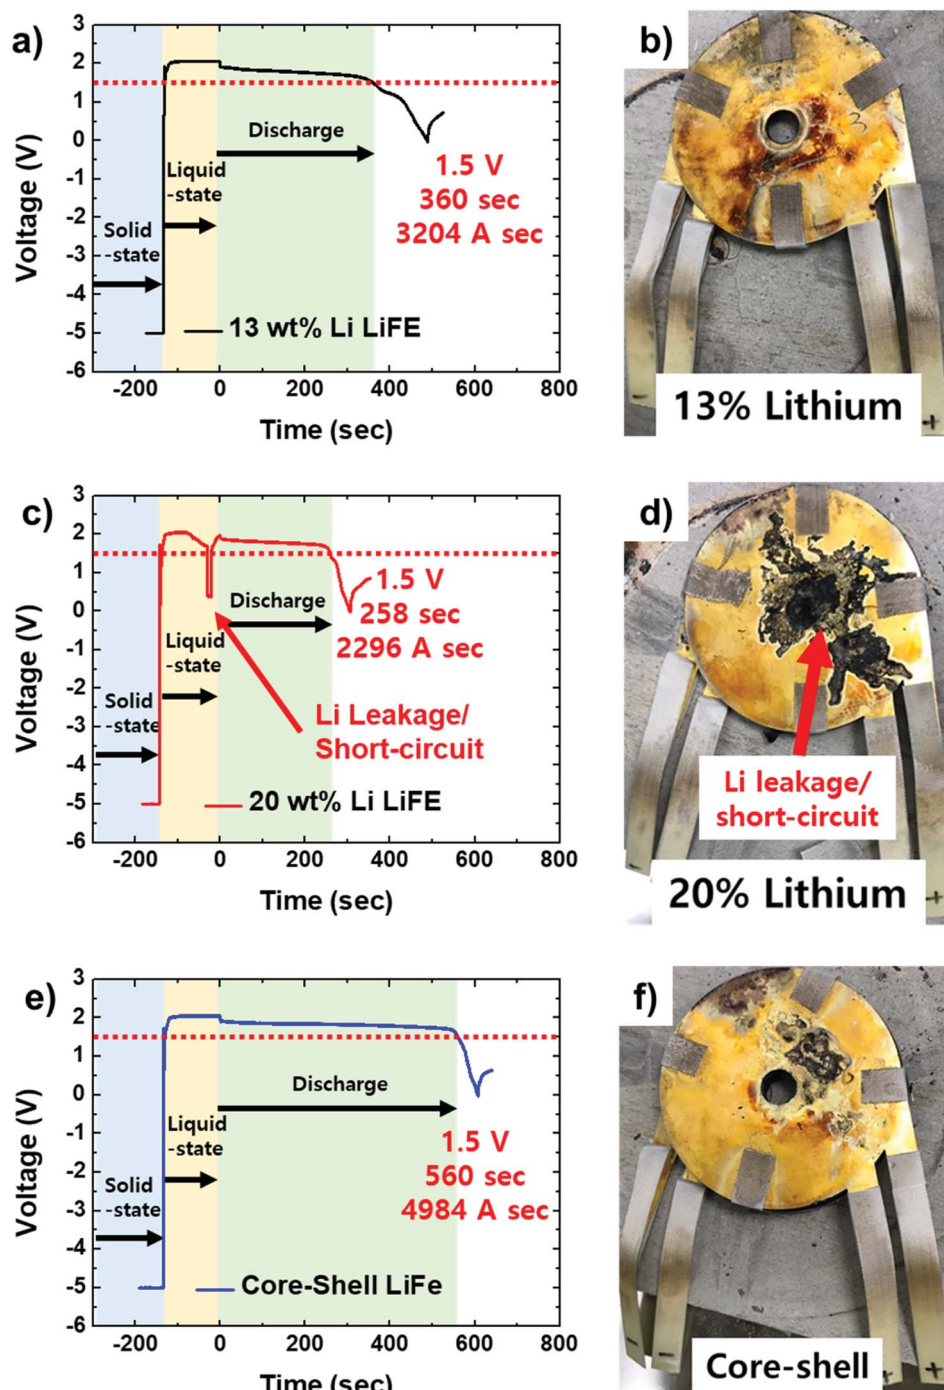 a)
3
2
1
0
-1
-2
-3
-4
-5
-6
Voltage (V)
Solid
-state
Liquid
-state
Discharge
1.5 V
360 sec
3204 A sec
13 wt% Li LiFE
-200 0 200 400 600 800
Time (sec)
b)
3
13% Lithium
-
+
c)
3
2
1
0
-1
-2
-3
-4
-5
-6
Voltage (V)
Solid
-state
Liquid
-state
Discharge
1.5 V
258 sec
2296 A sec
Li Leakage/
Short-circuit
20 wt% Li LiFE
-200 0 200 400 600 800
Time (sec)
d)
Li leakage/
short-circuit
20% Lithium
-
+
e)
3
2
1
0
-1
-2
-3
-4
-5
-6
Voltage (V)
Solid
-state
Liquid
-state
Discharge
1.5 V
560 sec
4984 A sec
Core-Shell LiFe
-200 0 200 400 600 800
Time (sec)
f)
Core-shell
-
+
+